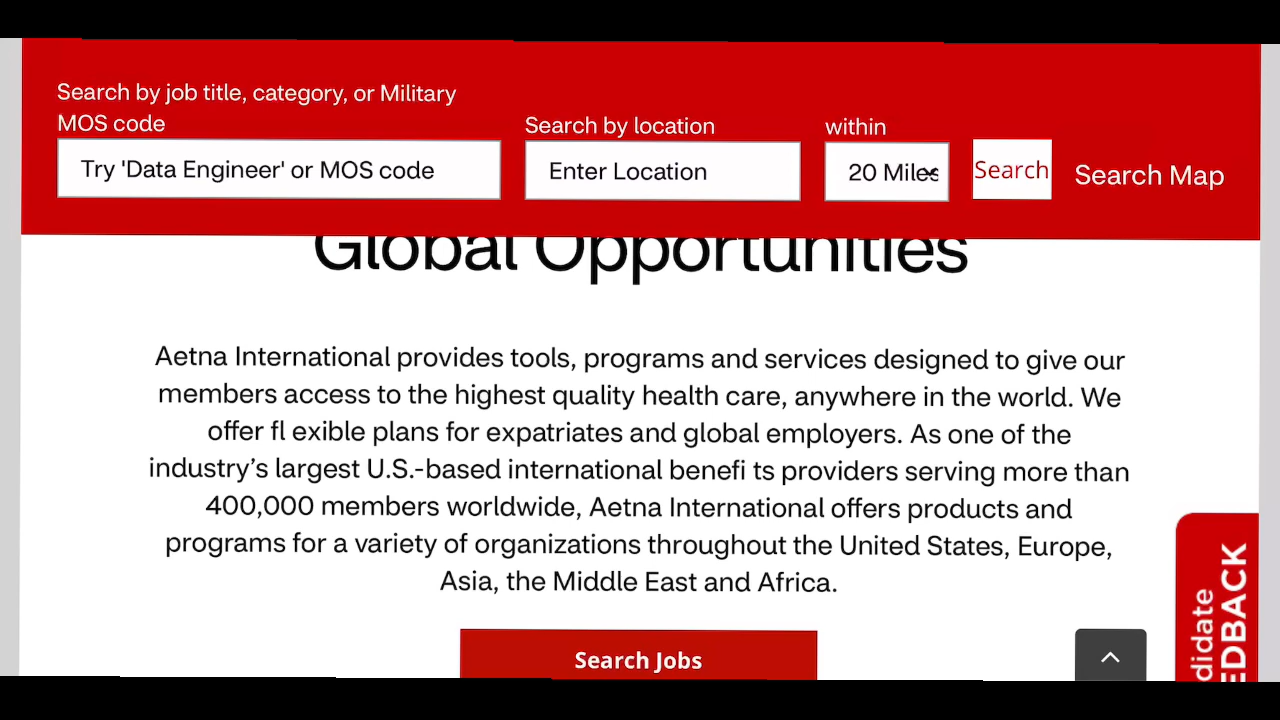 Search by job title, category, or Military
MOS code
Search by location
within
Try 'Data Engineer' or MOS code
Enter Location
20 Miles
Search
Search Map
Global Opportunities
Aetna International provides tools, programs and services designed to give our
members access to the highest quality health care, anywhere in the world. We
offer fl exible plans for expatriates and global employers. As one of the
industry’s largest U.S.-based international benefi ts providers serving more than
400,000 members worldwide, Aetna International offers products and
programs for a variety of organizations throughout the United States, Europe,
Asia, the Middle East and Africa.
Search Jobs
didate
EDBACK